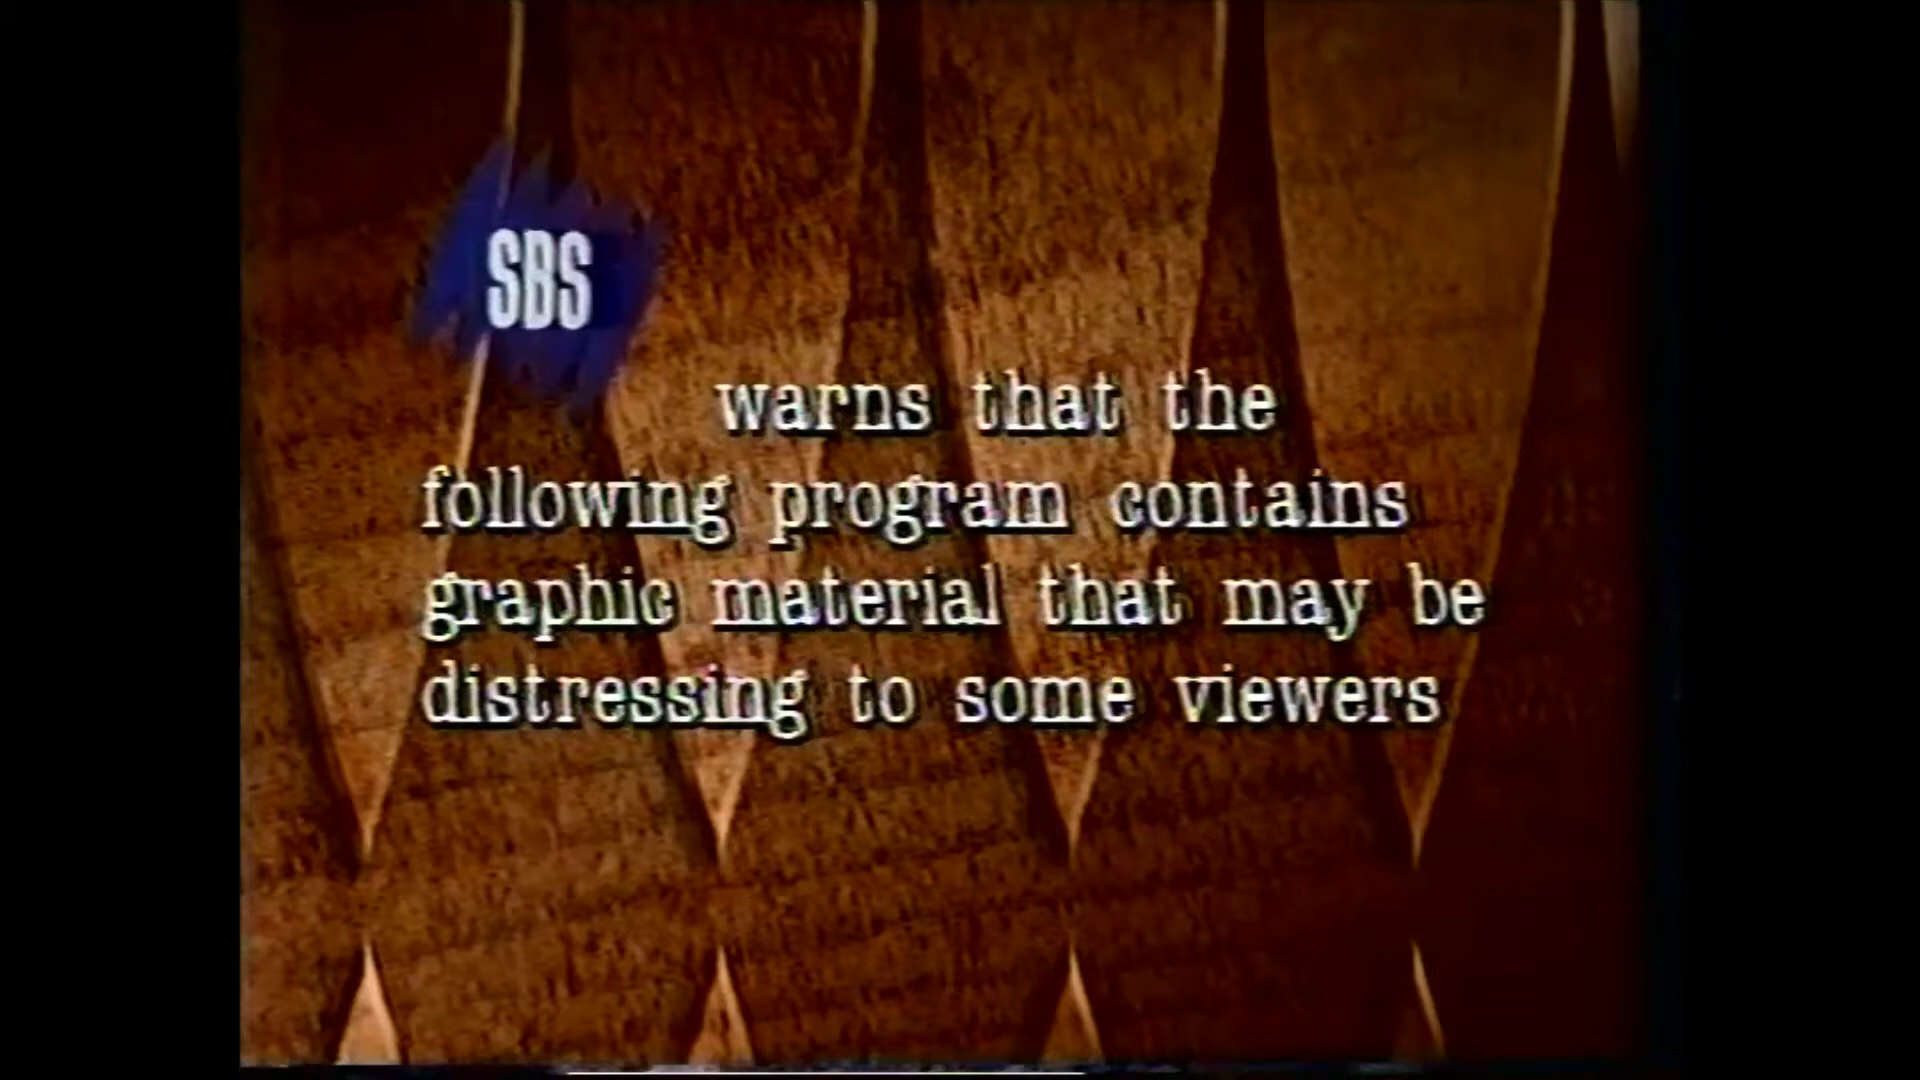 SBS
warns that the
following program contains
graphic material that may be
distressing to some viewers